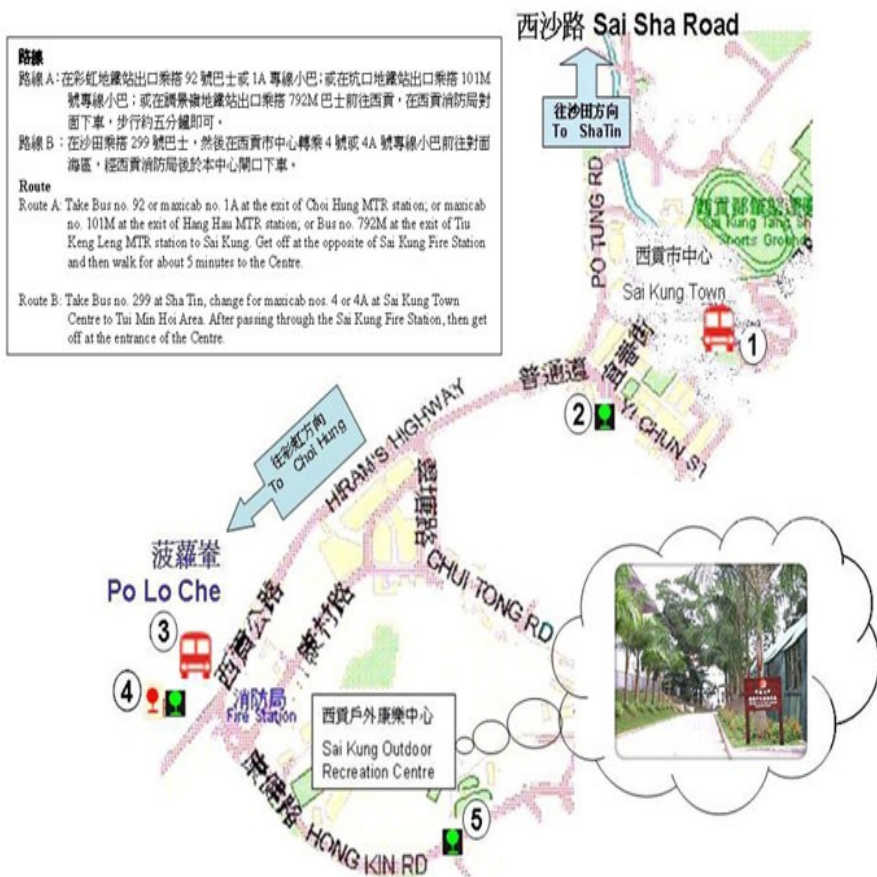 西沙路 Sai Sha Road
往沙田方向
To ShaTin
路線
路線 A：在彩虹地鐵站出口乘搭 92 號巴士或 1A 專線小巴；或在坑口地鐵站出口乘搭 101M
號專線小巴；或在調景嶺地鐵站出口乘搭 792M 巴士前往西貢，在西貢消防局對
面下車，步行約五分鐘即可。
路線 B：在沙田乘搭 299 號巴士，然後在西貢市中心轉乘 4 號或 4A 號專線小巴前往對面
海區，經西貢消防局後於本中心閘口下車。
Route
Route A: Take Bus no. 92 or maxicab no. 1A at the exit of Choi Hung MTR station; or maxicab
no. 101M at the exit of Hang Hau MTR station; or Bus no. 792M at the exit of Tiu
Keng Leng MTR station to Sai Kung. Get off at the opposite of Sai Kung Fire Station
and then walk for about 5 minutes to the Centre.
Route B: Take Bus no. 299 at Sha Tin, change for maxicab nos. 4 or 4A at Sai Kung Town
Centre to Tui Min Hoi Area. After passing through the Sai Kung Fire Station, then get
off at the entrance of the Centre.
PO TUNG RD
Sports Ground
西貢市中心
Sai Kung Town
1
普通道
宜春街
2
YI CHUN ST
往彩虹方向
To Choi Hung
HIRAM'S HIGHWAY
CHUI TONG RD
菠蘿輋
Po Lo Che
3
西貢公路
4
消防局
Fire Station
西貢戶外康樂中心
Sai Kung Outdoor
Recreation Centre
康健路
HONG KIN RD
5